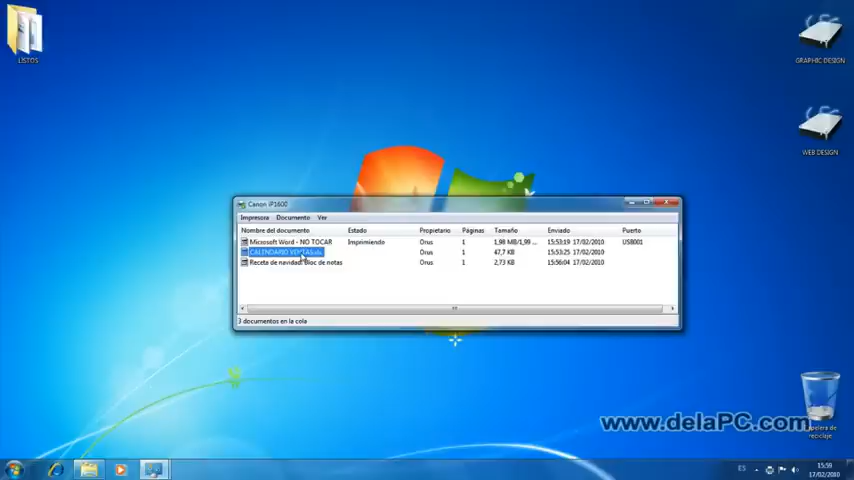 LISTOS
GRAPHIC DESIGN
WEB DESIGN
Canon iP1600
Impresora Documento Ver
Nombre del documento Estado Propietario Páginas Tamaño Enviado Puerto
Microsoft Word - NO TOCAR Imprimiendo Orus 1 1,98 MB/1,99 ... 15:53:19 17/02/2010 USB001
CALENDARIO VENTAS.xls Orus 1 47,7 KB 15:53:25 17/02/2010
Receta de navidad: Bloc de notas Orus 1 2,73 KB 15:56:04 17/02/2010
3 documentos en la cola
www.delaPC.com
Papelera de
reciclaje
ES
15:59
17/02/2010